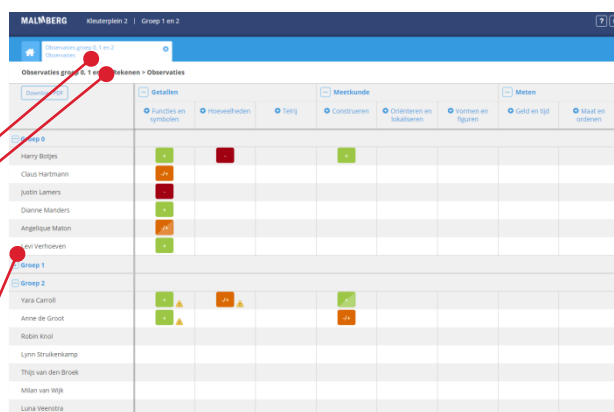 MALMBERG Kleuterplein 2 | Groep 1 en 2 ?
Observaties groep 0, 1 en 2
Observaties
Observaties groep 0, 1 en Rekenen > Observaties
Download PDF Getallen Meetkunde Meten
Functies en symbolen Hoeveelheden Telrij Construeren Oriënteren en lokaliseren Vormen en figuren Geld en tijd Maat en ordenen
Groep 0
Harry Botjes + - +
Claus Hartmann -/+
Justin Lamers -
Dianne Manders +
Angelique Maton -/+
Levi Verhoeven +
Groep 1
Groep 2
Yara Carroll + -/+ +
Anne de Groot + -/+
Robin Knol
Lynn Struikenkamp
Thijs van den Broek
Milan van Wijk
Luna Veenstra